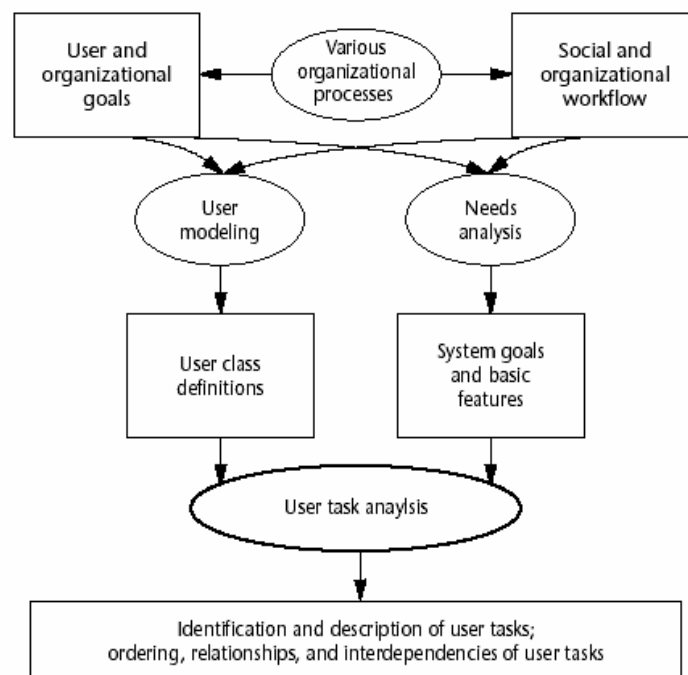 User and
organizational
goals
Various
organizational
processes
Social and
organizational
workflow
User
modeling
Needs
analysis
User class
definitions
System goals
and basic
features
User task anaylsis
Identification and description of user tasks;
ordering, relationships, and interdependencies of user tasks